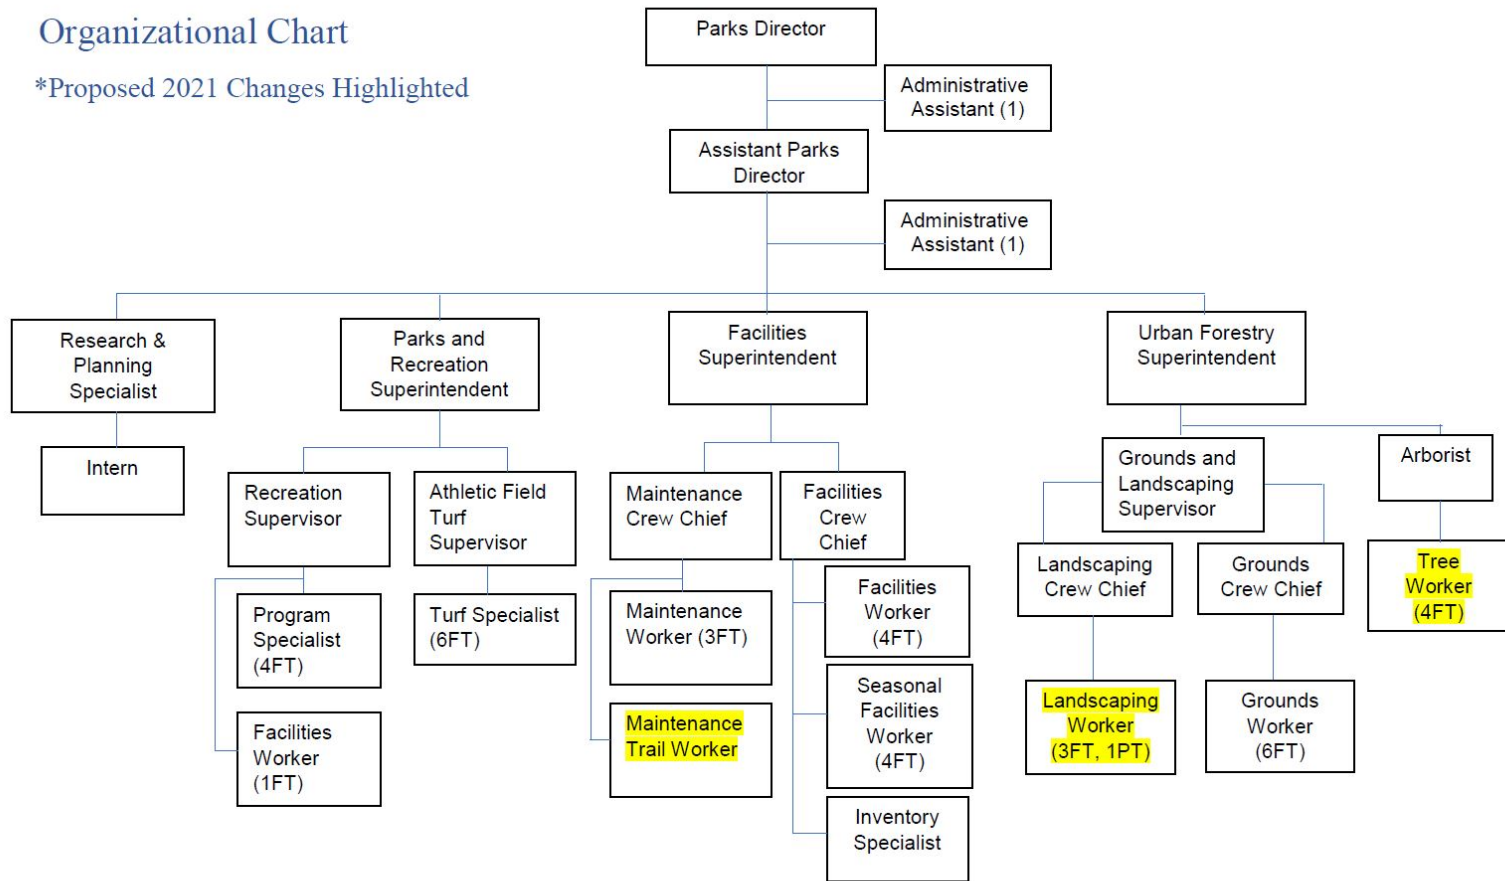 Organizational Chart
*Proposed 2021 Changes Highlighted
Parks Director
Administrative
Assistant (1)
Assistant Parks
Director
Administrative
Assistant (1)
Research &
Planning
Specialist
Parks and
Recreation
Superintendent
Facilities
Superintendent
Urban Forestry
Superintendent
Intern
Recreation
Supervisor
Athletic Field
Turf
Supervisor
Maintenance
Crew Chief
Facilities
Crew
Chief
Grounds and
Landscaping
Supervisor
Arborist
Program
Specialist
(4FT)
Turf Specialist
(6FT)
Maintenance
Worker (3FT)
Facilities
Worker
(4FT)
Landscaping
Crew Chief
Grounds
Crew Chief
Tree
Worker
(4FT)
Facilities
Worker
(1FT)
Maintenance
Trail Worker
Seasonal
Facilities
Worker
(4FT)
Landscaping
Worker
(3FT, 1PT)
Grounds
Worker
(6FT)
Inventory
Specialist